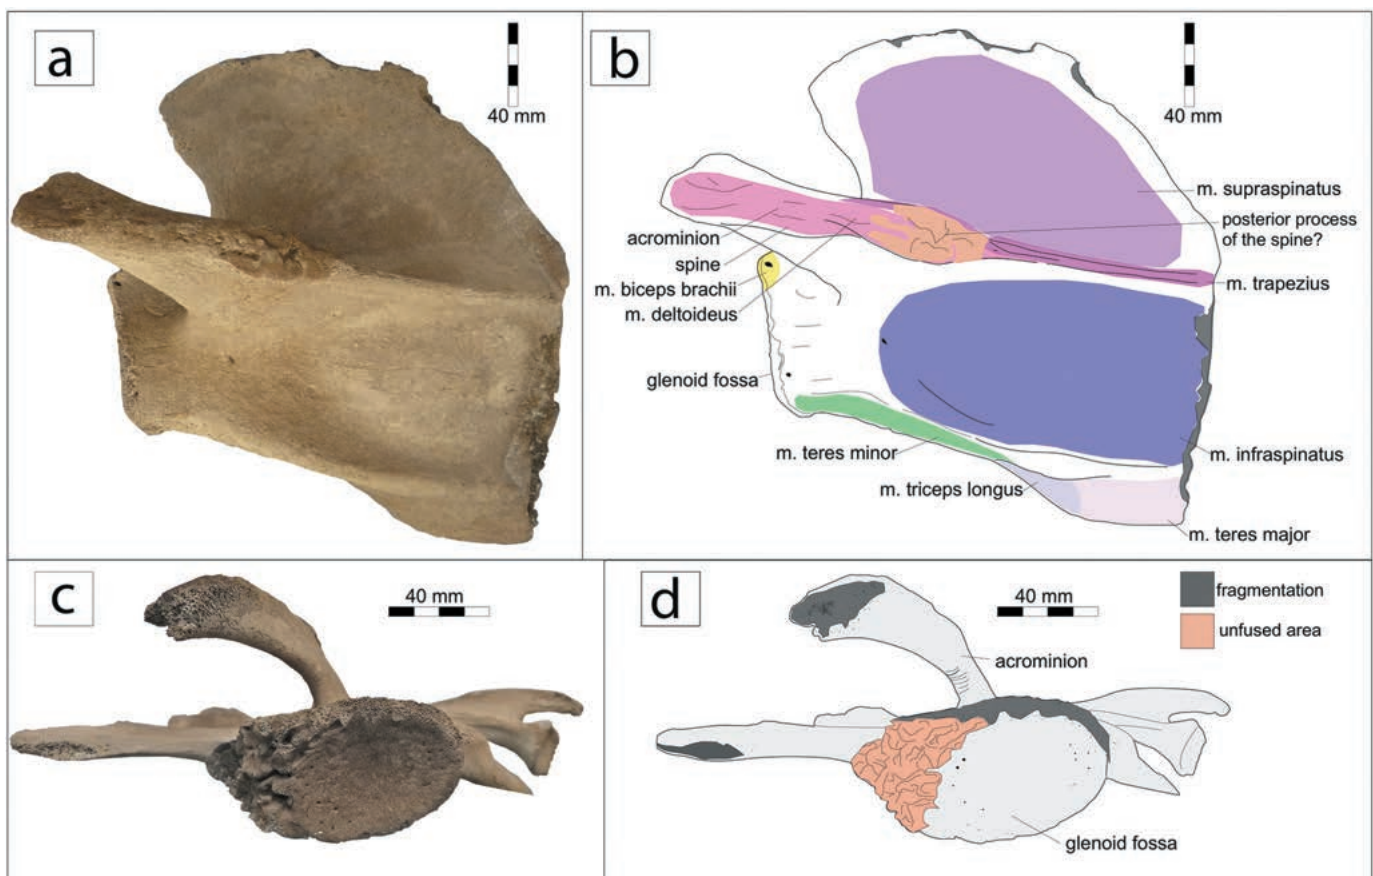 a
40 mm
b
40 mm
m. supraspinatus
posterior process
of the spine?
acrominion
spine
m. biceps brachii
m. deltoideus
m. trapezius
glenoid fossa
m. teres minor
m. infraspinatus
m. triceps longus
m. teres major
c
40 mm
d
40 mm
fragmentation
unfused area
acrominion
glenoid fossa